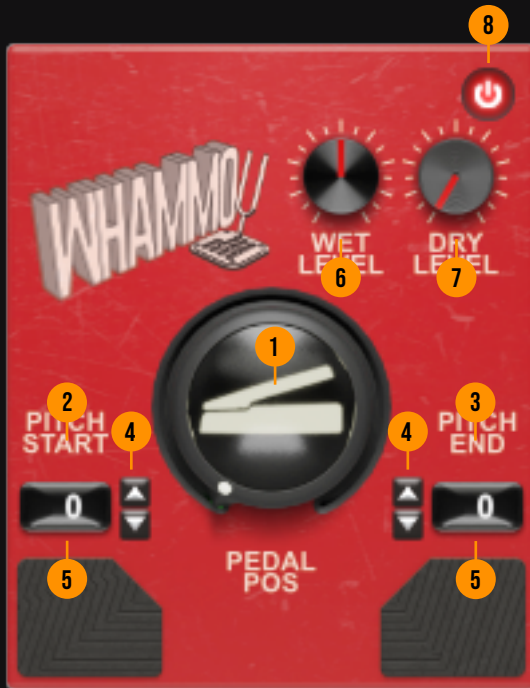 8
WHAMMO
WET
LEVEL
6
DRY
LEVEL
7
1
2
PITCH
START
4
4
3
PITCH
END
0
0
5
PEDAL
POS
5